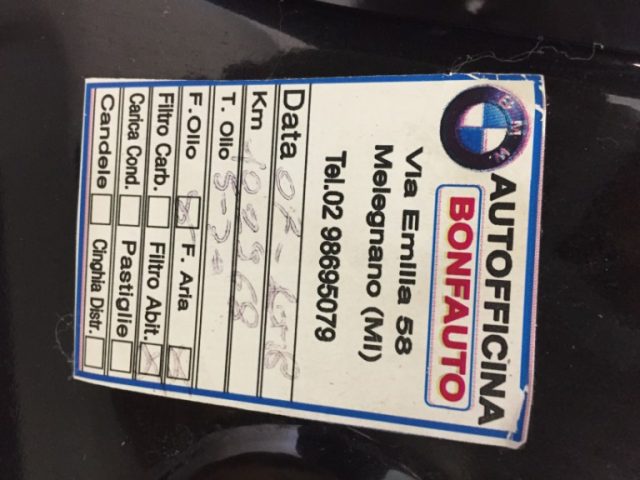 BMW
AUTOFFICINA
BONFAUTO
Via Emilia 58
Melegnano (MI)
Tel.02 98695079
Data
Km
T. Olio
F.Olio F. Aria
Filtro Carb. Filtro Abit.
Carica Cond. Pastiglie
Candele Cinghia Distr.